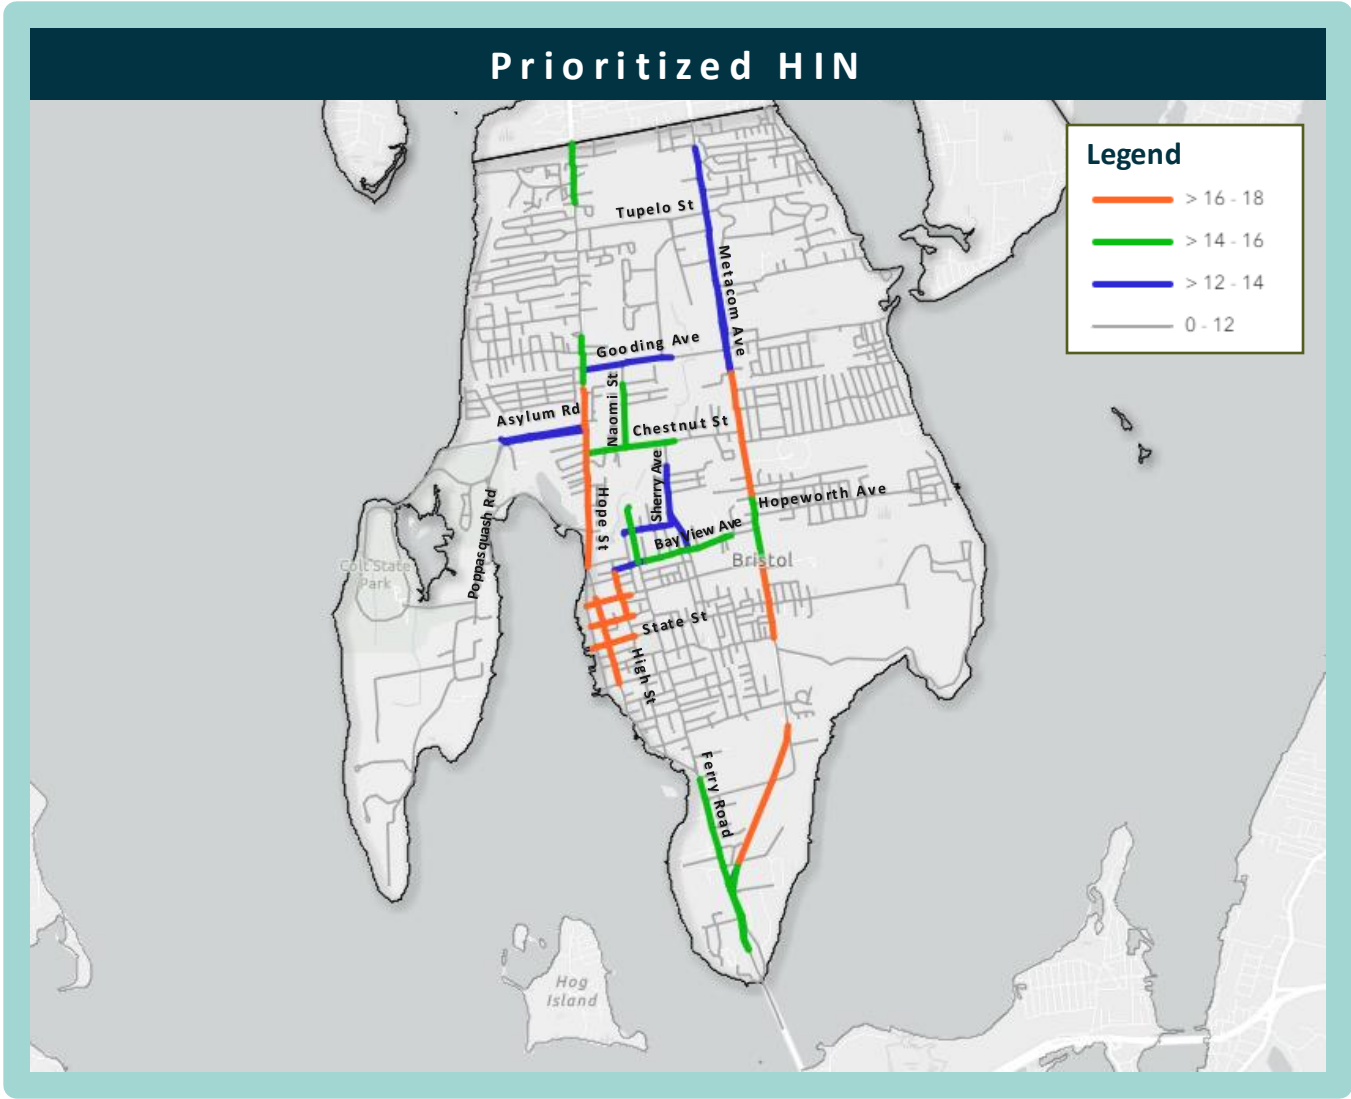 Prioritized HIN
Legend
> 16 - 18
> 14 - 16
> 12 - 14
0 - 12
Tupelo St
Metacom Ave
Gooding Ave
Naomi St
Asylum Rd
Chestnut St
Sherry Ave
Hope St
Hopeworth Ave
Poppasquash Rd
Bay View Ave
Bristol
Colt State
Park
State St
High St
Ferry Road
Hog
Island